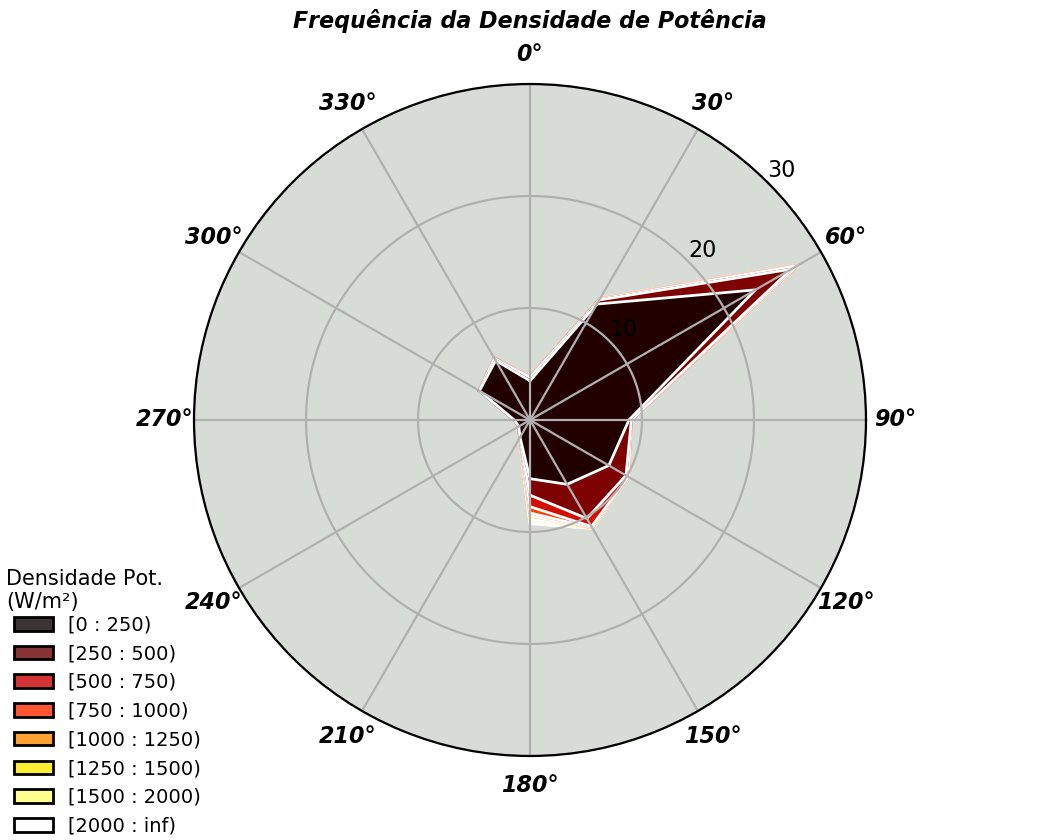 Frequência da Densidade de Potência
0°
330°
30°
30
300°
60°
20
10
270°
90°
240°
120°
210°
150°
180°
Densidade Pot.
(W/m²)
[0 : 250)
[250 : 500)
[500 : 750)
[750 : 1000)
[1000 : 1250)
[1250 : 1500)
[1500 : 2000)
[2000 : inf)